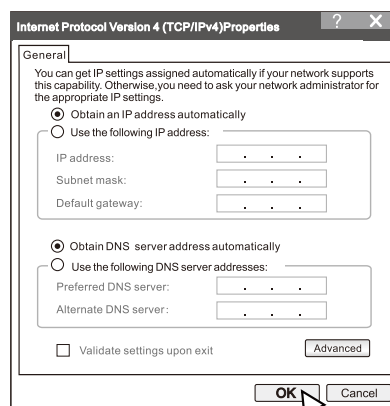 Internet Protocol Version 4 (TCP/IPv4)Properties ? X
General
You can get IP settings assigned automatically if your network supports
this capability. Otherwise,you need to ask your network administrator for
the appropriate IP settings.
Obtain an IP address automatically
Use the following IP address:
IP address:
Subnet mask:
Default gateway:
Obtain DNS server address automatically
Use the following DNS server addresses:
Preferred DNS server:
Alternate DNS server:
Validate settings upon exit
Advanced
OK Cancel